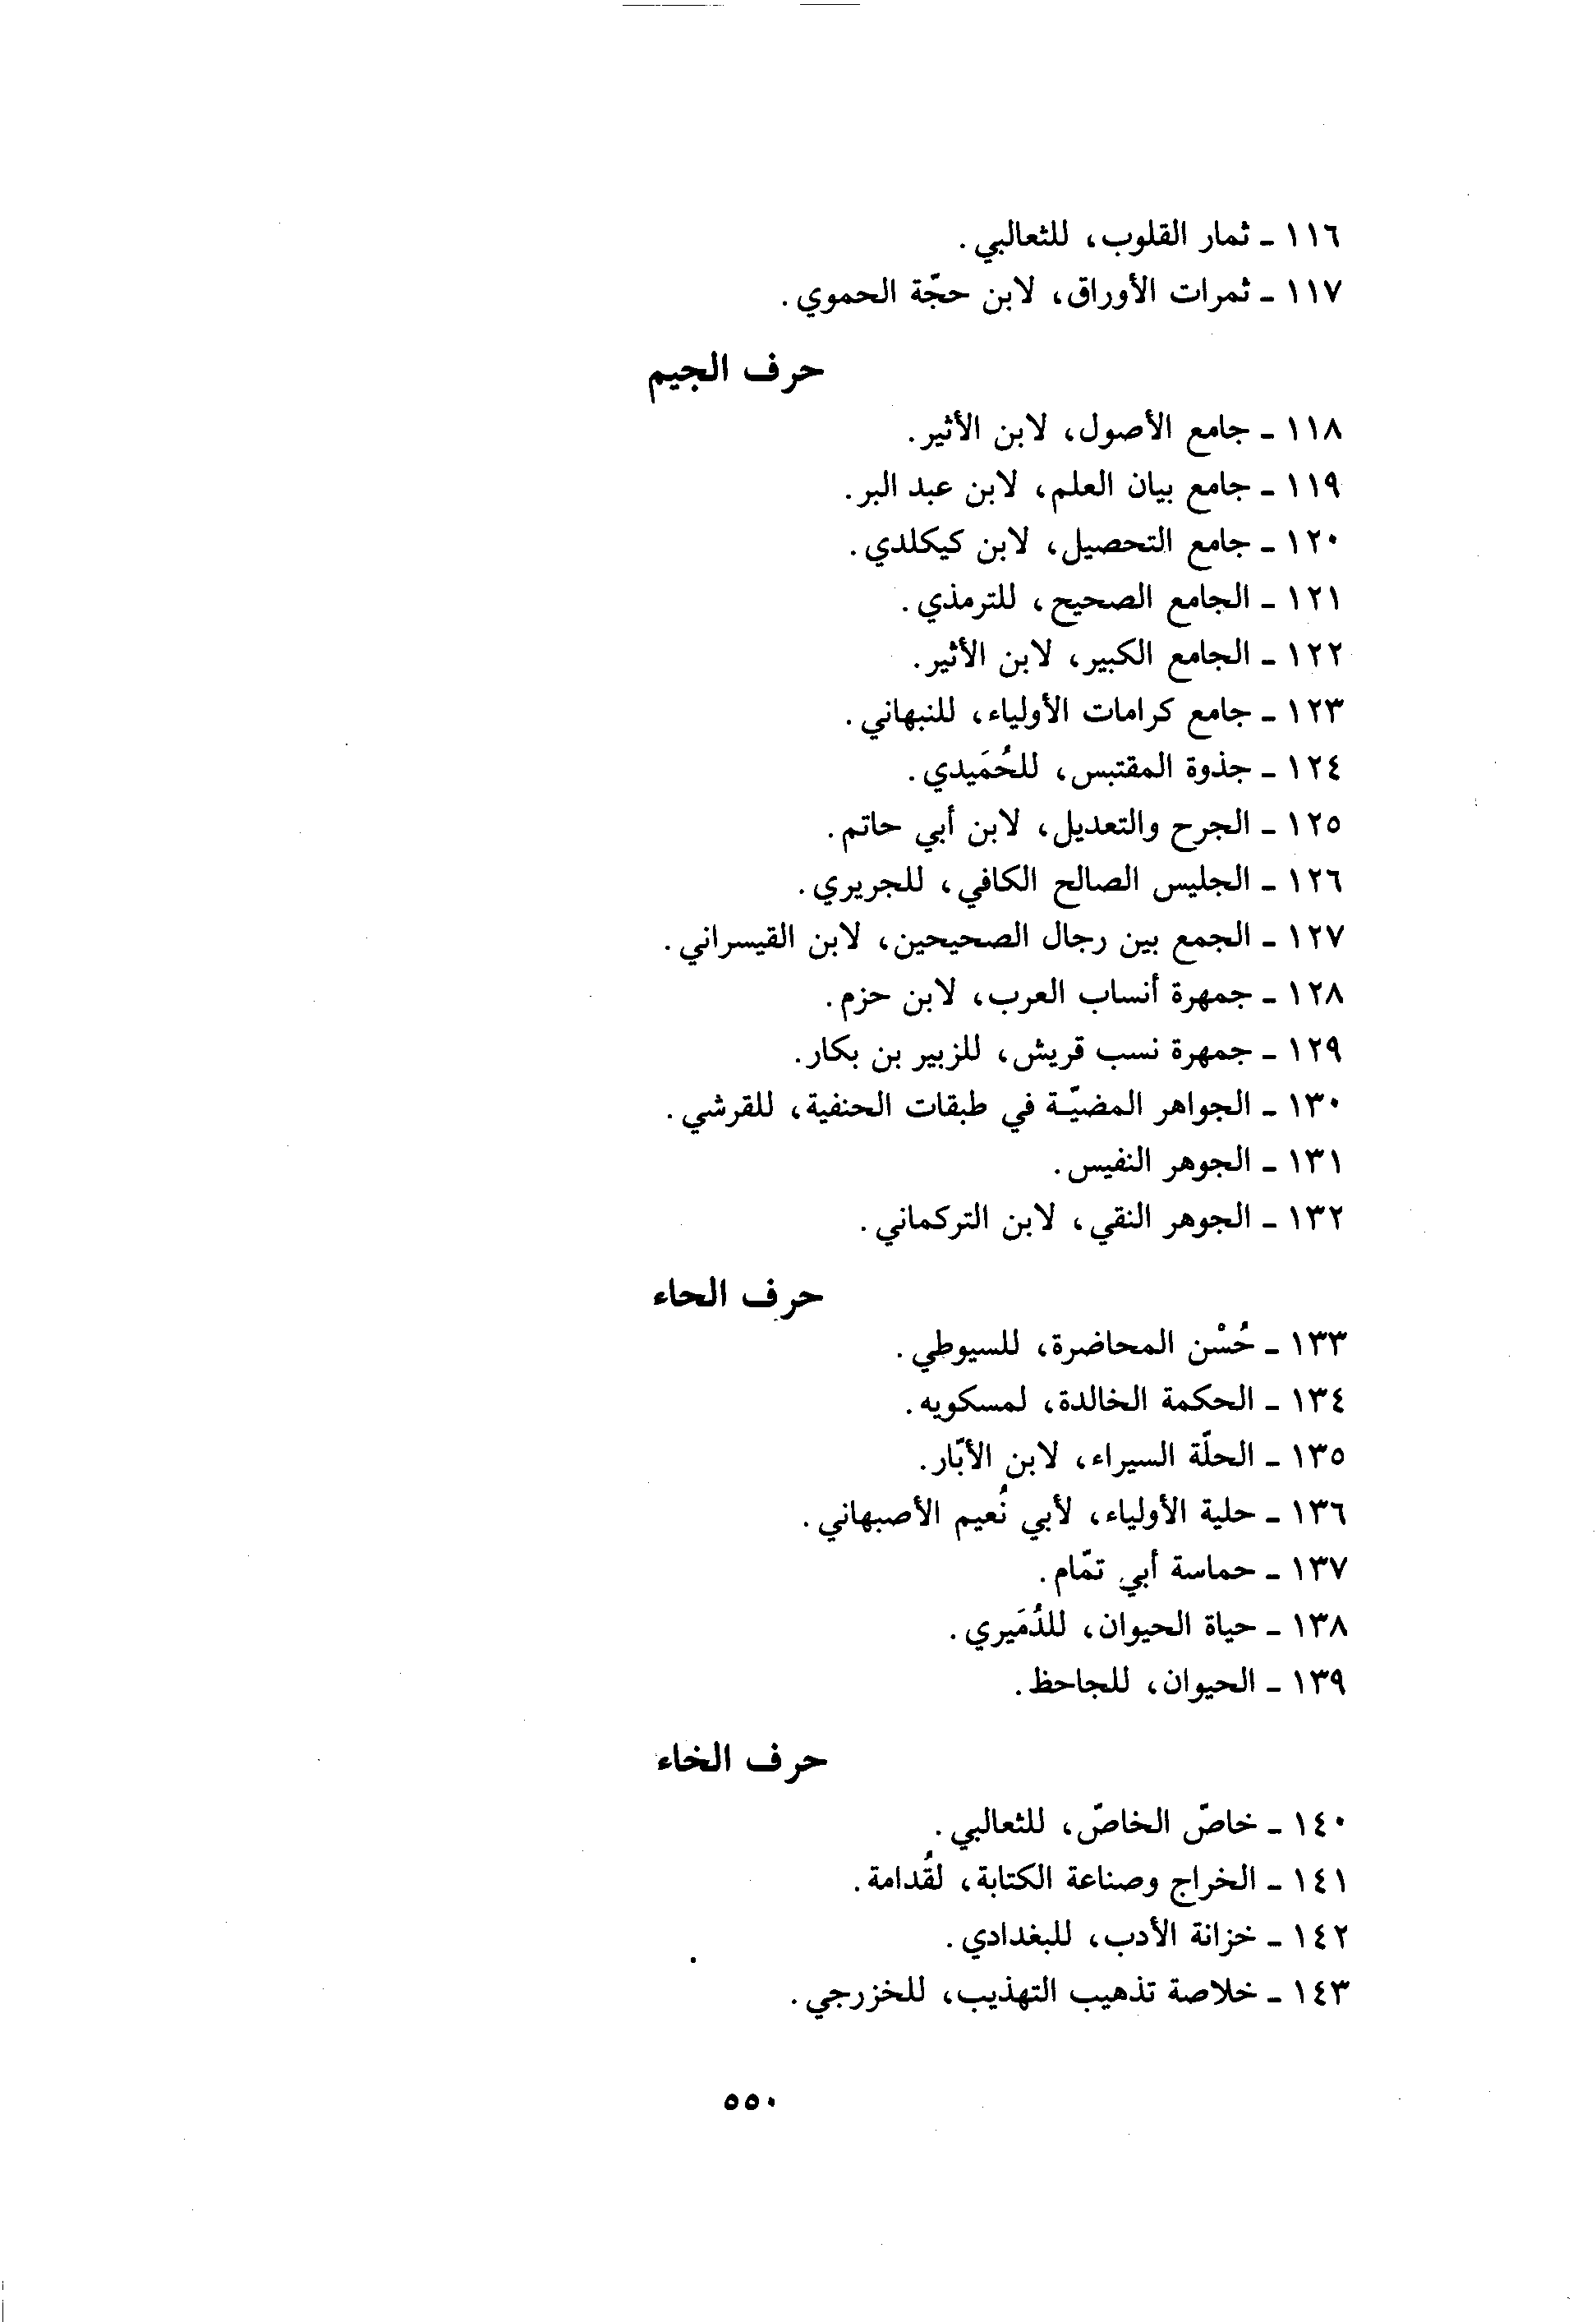 ١١٦ - ثمار القلوب، للثعالبي.
١١٧ - ثمرات الأوراق، لابن حجّة الحموي.
حرف الجيم
١١٨ - جامع الأصول، لابن الأثير.
١١٩ - جامع بيان العلم، لابن عبد البر.
١٢٠ - جامع التحصيل، لابن كيكلدي.
١٢١ - الجامع الصحيح، للترمذي.
١٢٢ - الجامع الكبير، لابن الأثير.
١٢٣ - جامع كرامات الأولياء، للنبهاني.
١٢٤ - جذوة المقتبس، للحُمَيدي.
١٢٥ - الجرح والتعديل، لابن أبي حاتم.
١٢٦ - الجليس الصالح الكافي، للجريري.
١٢٧ - الجمع بين رجال الصحيحين، لابن القيسراني.
١٢٨ - جمهرة أنساب العرب، لابن حزم.
١٢٩ - جمهرة نسب قريش، للزبير بن بكار.
١٣٠ - الجواهر المضيّـة في طبقات الحنفية، للقرشي.
١٣١ - الجوهر النفيس.
١٣٢ - الجوهر النقي، لابن التركماني.
حرف الحاء
١٣٣ - حُسْن المحاضرة، للسيوطي.
١٣٤ - الحكمة الخالدة، لمسكويه.
١٣٥ - الحلّة السيراء، لابن الأبّار.
١٣٦ - حلية الأولياء، لأبي نُعيم الأصبهاني.
١٣٧ - حماسة أبي تمّام.
١٣٨ - حياة الحيوان، للدُمَيري.
١٣٩ - الحيوان، للجاحظ.
حرف الخاء
١٤٠ - خاصّ الخاصّ، للثعالبي.
١٤١ - الخراج وصناعة الكتابة، لقُدامة.
١٤٢ - خزانة الأدب، للبغدادي.
١٤٣ - خلاصة تذهيب التهذيب، للخزرجي.
٥٥٠